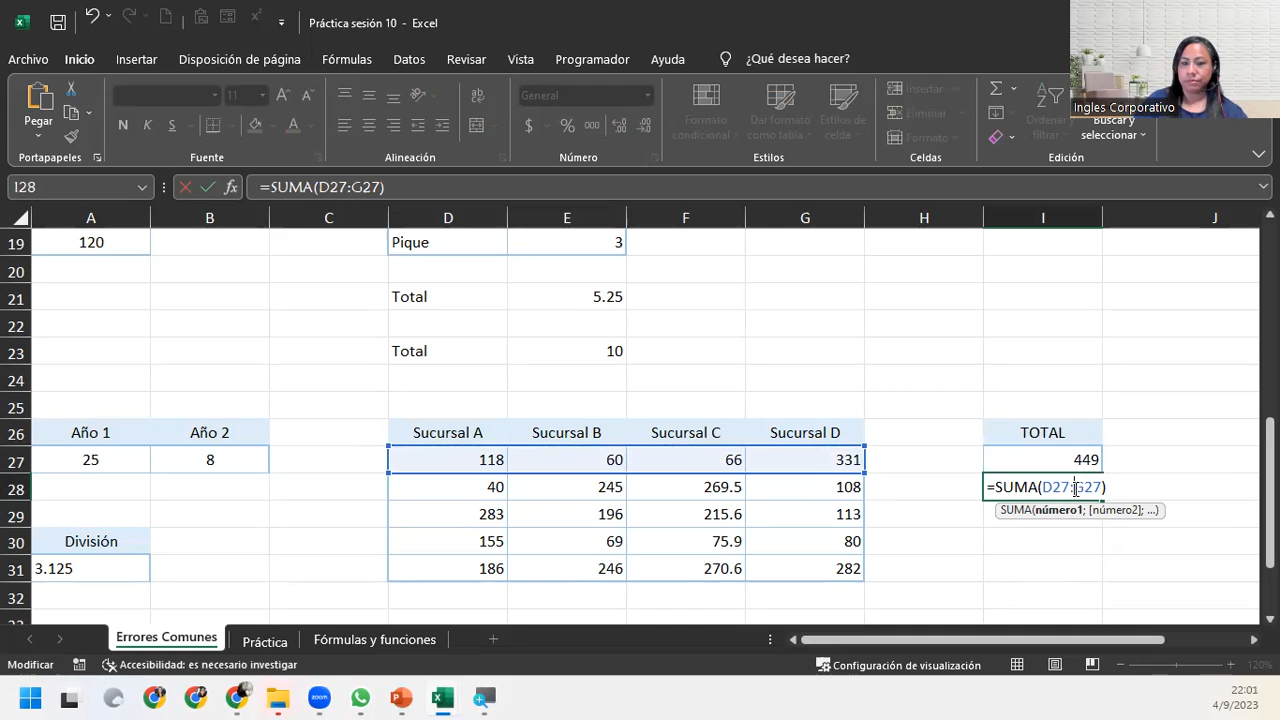 Práctica sesión 10 - Excel
Archivo Inicio Insertar Disposición de página Fórmulas Programador Ayuda ¿Qué desea hacer?
Ingles Corporativo
Pegar
11
General
N K S
$ % 000
Formato condicional
Dar formato como tabla
Estilos de celda
Insertar
Eliminar
Formato
Ordenar y filtrar
Buscar y seleccionar
Portapapeles Fuente Alineación Número Estilos Celdas Edición
I28 fx =SUMA(D27:G27)
A B C D E F G H I J
19 120 Pique 3
20
21 Total 5.25
22
23 Total 10
24
25
26 Año 1 Año 2 Sucursal A Sucursal B Sucursal C Sucursal D TOTAL
27 25 8 118 60 66 331 449
28 40 245 269.5 108 =SUMA(D27:G27)
29 283 196 215.6 113 SUMA(número1; [número2]; ...)
30 División 155 69 75.9 80
31 3.125 186 246 270.6 282
32
Errores Comunes Práctica Fórmulas y funciones
Modificar Accesibilidad: es necesario investigar Configuración de visualización 120%
zoom
22:01
4/9/2023